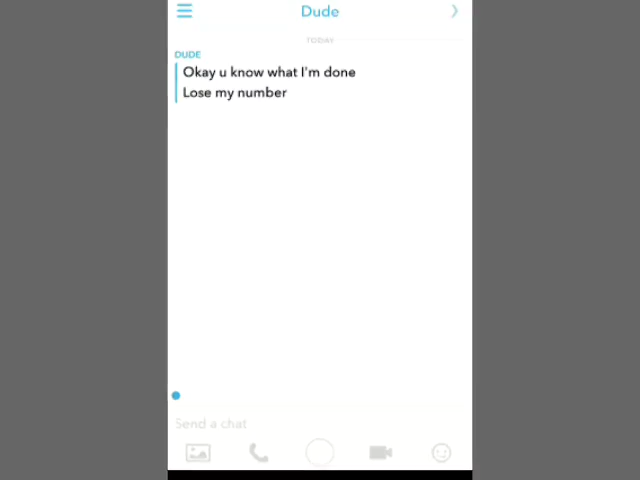 Dude
TODAY
DUDE
Okay u know what I'm done
Lose my number
Send a chat